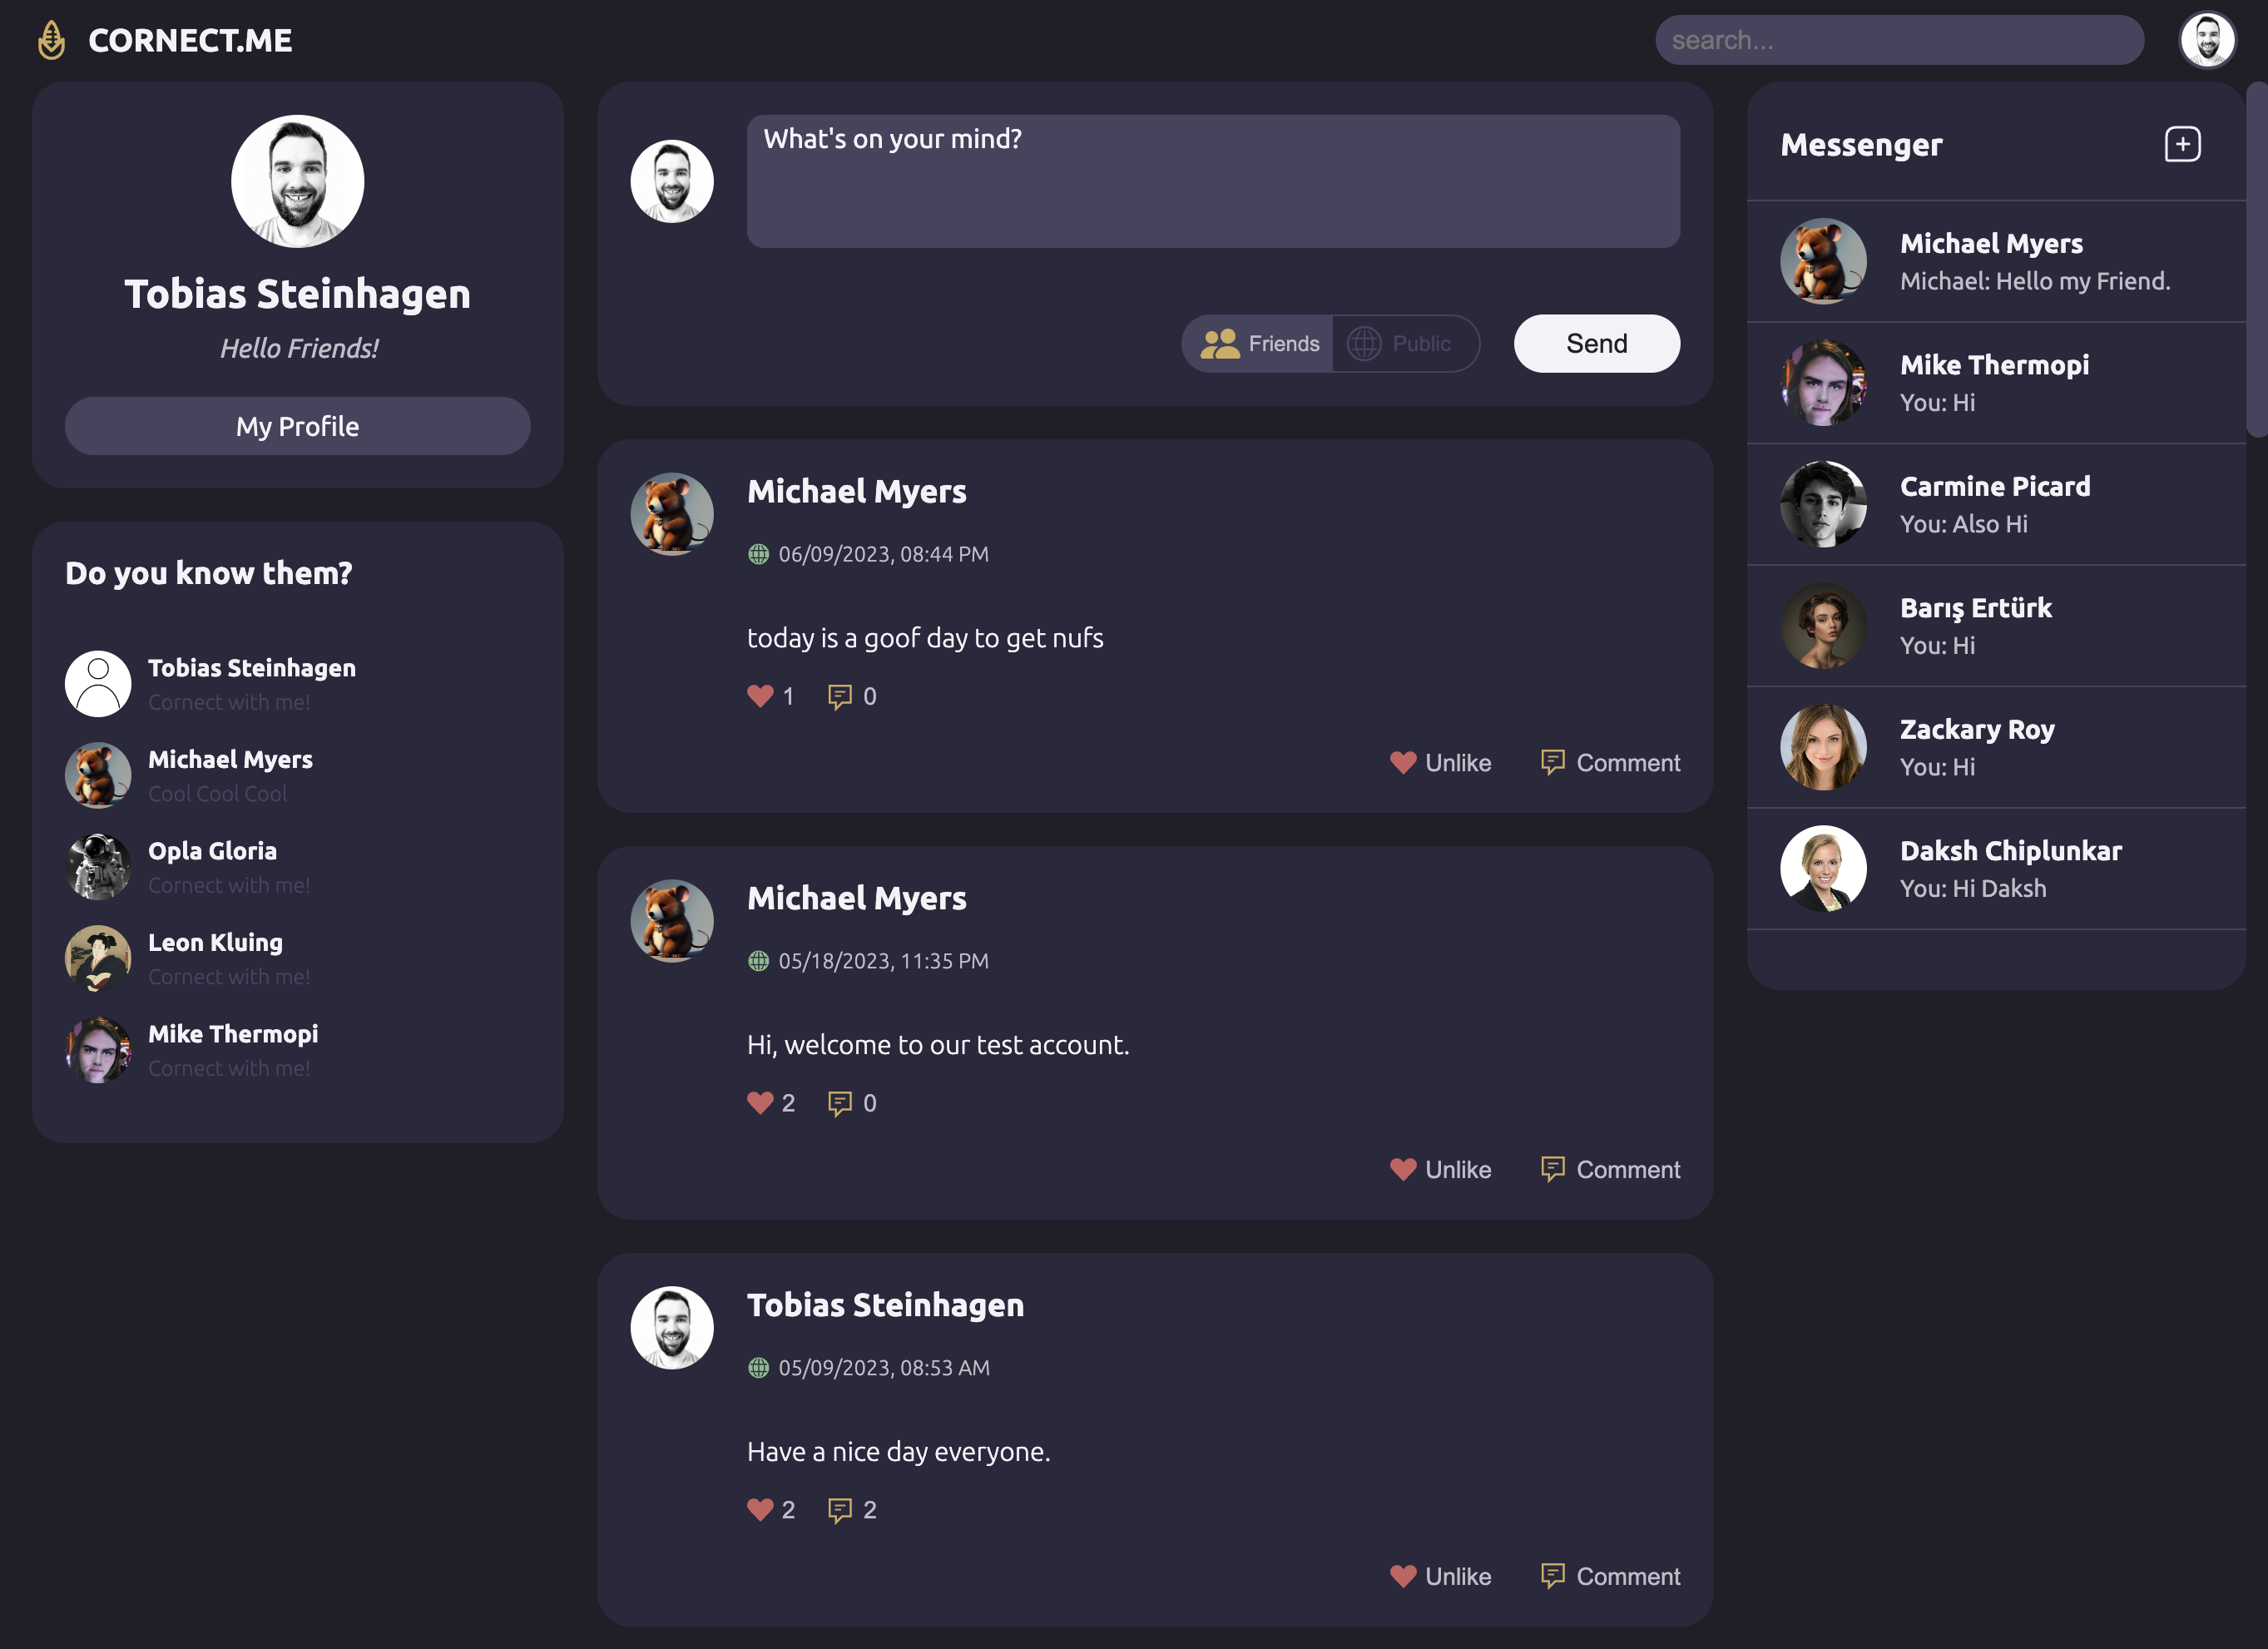 CORNECT.ME
search...
Tobias Steinhagen
Hello Friends!
My Profile
Do you know them?
Tobias Steinhagen
Cornect with me!
Michael Myers
Cool Cool Cool
Opla Gloria
Cornect with me!
Leon Kluing
Cornect with me!
Mike Thermopi
Cornect with me!
What's on your mind?
Friends
Public
Send
Michael Myers
06/09/2023, 08:44 PM
today is a goof day to get nufs
1
0
Unlike
Comment
Michael Myers
05/18/2023, 11:35 PM
Hi, welcome to our test account.
2
0
Unlike
Comment
Tobias Steinhagen
05/09/2023, 08:53 AM
Have a nice day everyone.
2
2
Unlike
Comment
Messenger
Michael Myers
Michael: Hello my Friend.
Mike Thermopi
You: Hi
Carmine Picard
You: Also Hi
Barış Ertürk
You: Hi
Zackary Roy
You: Hi
Daksh Chiplunkar
You: Hi Daksh